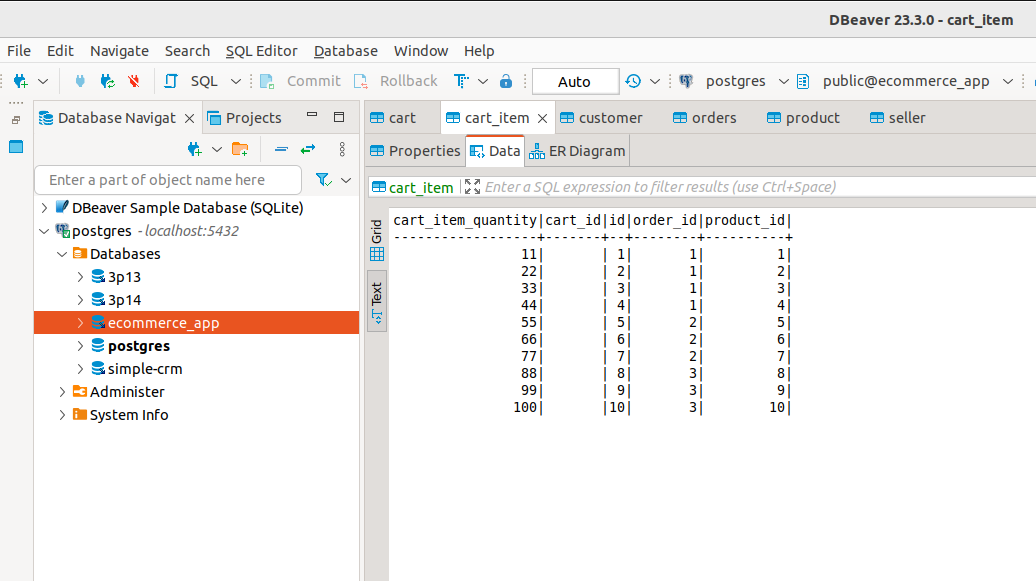 DBeaver 23.3.0 - cart_item
File Edit Navigate Search SQL Editor Database Window Help
SQL Commit Rollback Auto postgres public@ecommerce_app
Database Navigat Projects
Enter a part of object name here
DBeaver Sample Database (SQLite)
postgres - localhost:5432
Databases
3p13
3p14
ecommerce_app
postgres
simple-crm
Administer
System Info
cart cart_item customer orders product seller
Properties Data ER Diagram
cart_item Enter a SQL expression to filter results (use Ctrl+Space)
Grid
Text
cart_item_quantity|cart_id|id|order_id|product_id|
------------------+-------+--+--------+----------+
                11|       | 1|       1|         1|
                22|       | 2|       1|         2|
                33|       | 3|       1|         3|
                44|       | 4|       1|         4|
                55|       | 5|       2|         5|
                66|       | 6|       2|         6|
                77|       | 7|       2|         7|
                88|       | 8|       3|         8|
                99|       | 9|       3|         9|
               100|       |10|       3|        10|